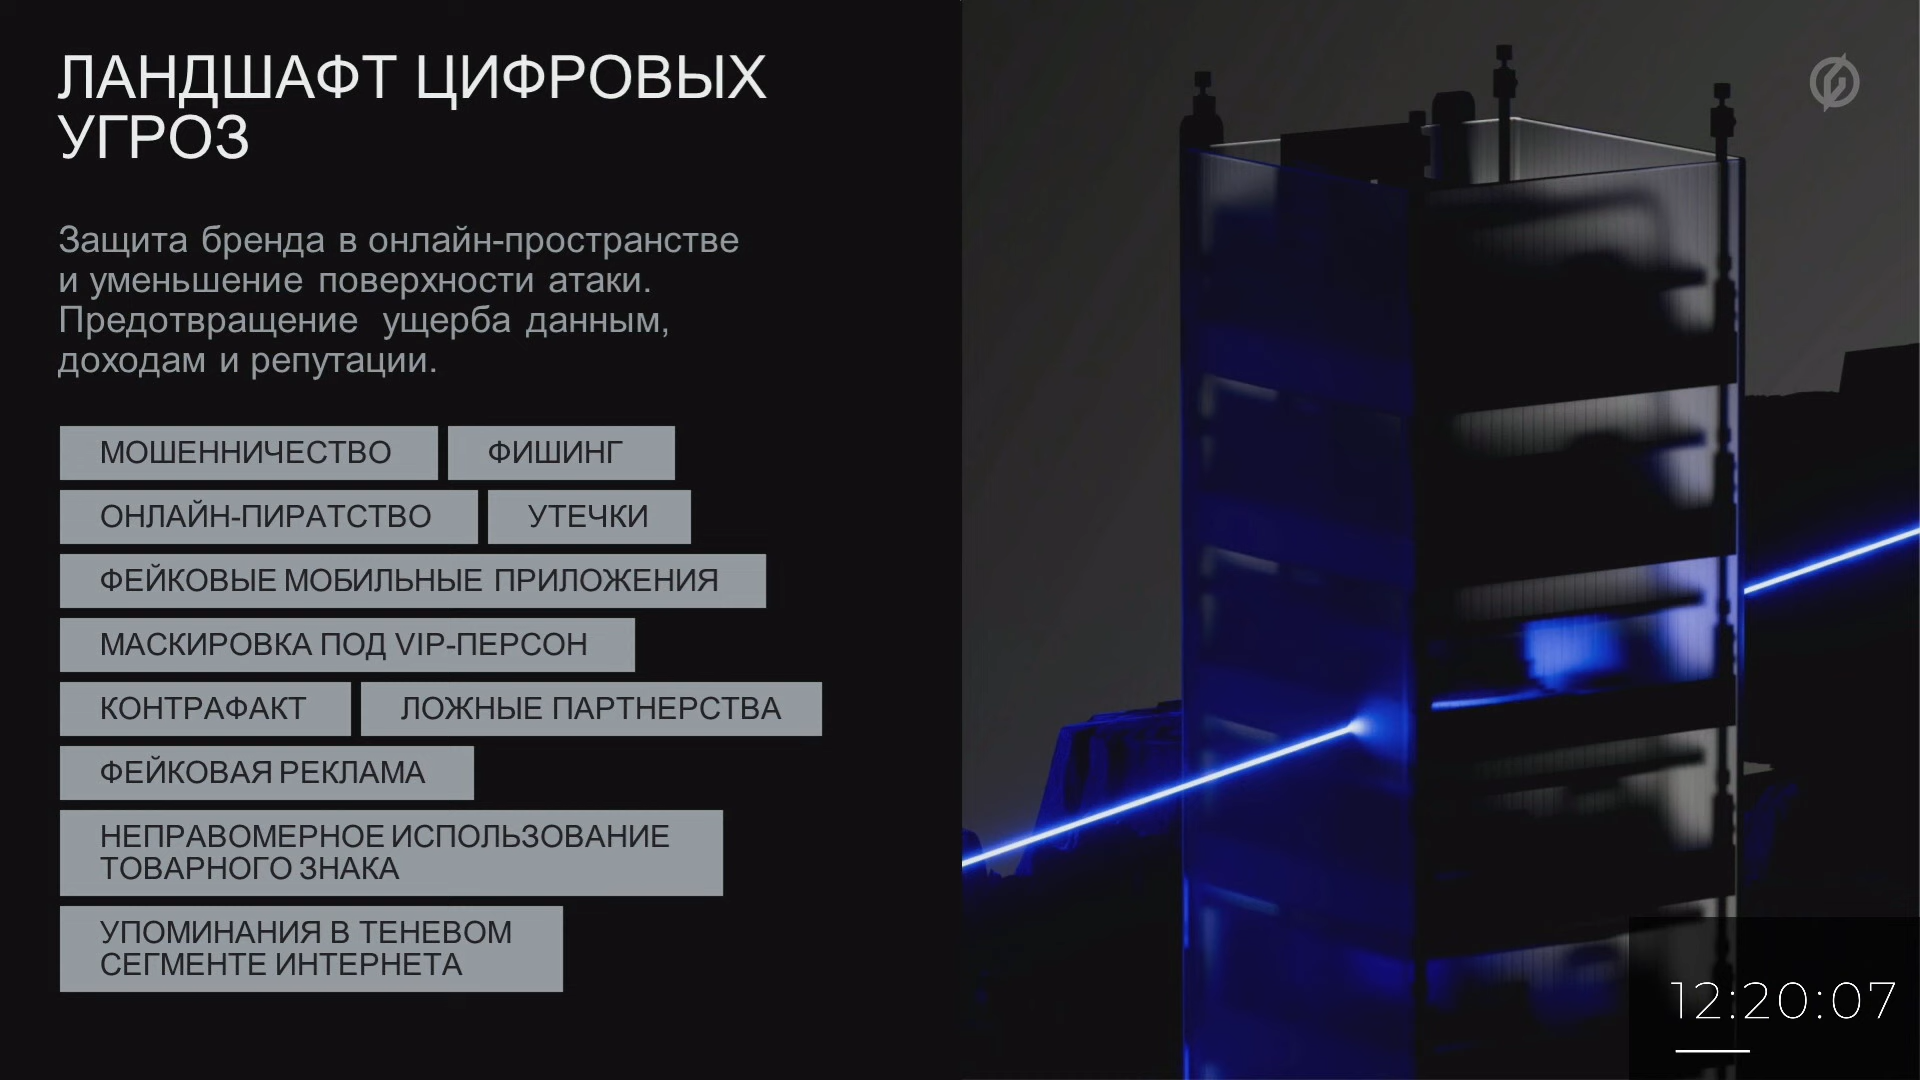 ЛАНДШАФТ ЦИФРОВЫХ
УГРОЗ
Защита бренда в онлайн-пространстве
и уменьшение поверхности атаки.
Предотвращение ущерба данным,
доходам и репутации.
МОШЕННИЧЕСТВО
ФИШИНГ
ОНЛАЙН-ПИРАТСТВО
УТЕЧКИ
ФЕЙКОВЫЕ МОБИЛЬНЫЕ ПРИЛОЖЕНИЯ
МАСКИРОВКА ПОД VIP-ПЕРСОН
КОНТРАФАКТ
ЛОЖНЫЕ ПАРТНЕРСТВА
ФЕЙКОВАЯ РЕКЛАМА
НЕПРАВОМЕРНОЕ ИСПОЛЬЗОВАНИЕ
ТОВАРНОГО ЗНАКА
УПОМИНАНИЯ В ТЕНЕВОМ
СЕГМЕНТЕ ИНТЕРНЕТА
12:20:07